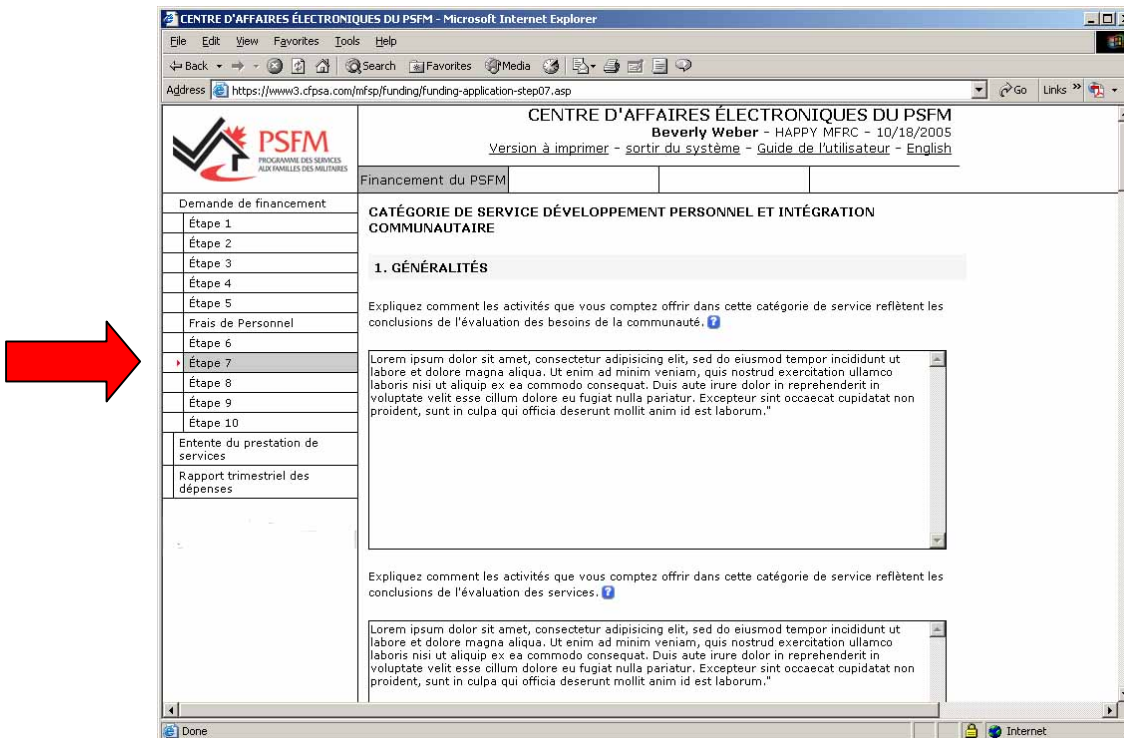 CENTRE D'AFFAIRES ÉLECTRONIQUES DU PSFM - Microsoft Internet Explorer
File Edit View Favorites Tools Help
Back Search Favorites Media
Address https://www3.cfpsa.com/mfsp/funding/funding-application-step07.asp Go Links »
PSFM
PROGRAMME DES SERVICES
AUX FAMILLES DES MILITAIRES
CENTRE D'AFFAIRES ÉLECTRONIQUES DU PSFM
Beverly Weber - HAPPY MFRC - 10/18/2005
Version à imprimer - sortir du système - Guide de l'utilisateur - English
Financement du PSFM
Demande de financement
Étape 1
Étape 2
Étape 3
Étape 4
Étape 5
Frais de Personnel
Étape 6
Étape 7
Étape 8
Étape 9
Étape 10
Entente du prestation de
services
Rapport trimestriel des
dépenses
CATÉGORIE DE SERVICE DÉVELOPPEMENT PERSONNEL ET INTÉGRATION
COMMUNAUTAIRE
1. GÉNÉRALITÉS
Expliquez comment les activités que vous comptez offrir dans cette catégorie de service reflètent les
conclusions de l'évaluation des besoins de la communauté. ?
Lorem ipsum dolor sit amet, consectetur adipisicing elit, sed do eiusmod tempor incididunt ut
labore et dolore magna aliqua. Ut enim ad minim veniam, quis nostrud exercitation ullamco
laboris nisi ut aliquip ex ea commodo consequat. Duis aute irure dolor in reprehenderit in
voluptate velit esse cillum dolore eu fugiat nulla pariatur. Excepteur sint occaecat cupidatat non
proident, sunt in culpa qui officia deserunt mollit anim id est laborum."
Expliquez comment les activités que vous comptez offrir dans cette catégorie de service reflètent les
conclusions de l'évaluation des services. ?
Lorem ipsum dolor sit amet, consectetur adipisicing elit, sed do eiusmod tempor incididunt ut
labore et dolore magna aliqua. Ut enim ad minim veniam, quis nostrud exercitation ullamco
laboris nisi ut aliquip ex ea commodo consequat. Duis aute irure dolor in reprehenderit in
voluptate velit esse cillum dolore eu fugiat nulla pariatur. Excepteur sint occaecat cupidatat non
proident, sunt in culpa qui officia deserunt mollit anim id est laborum."
Done Internet